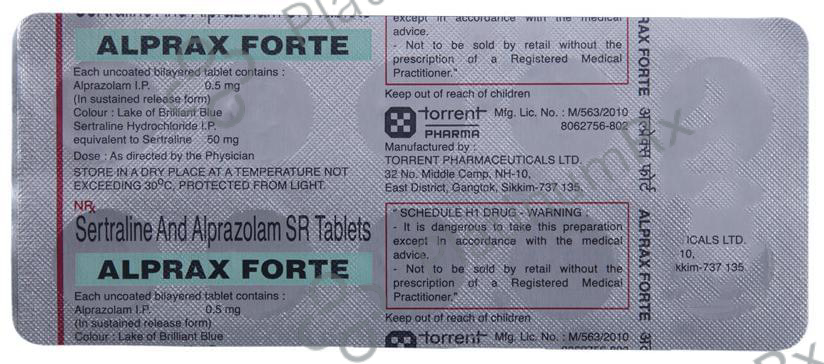 Sertraline And Alprazolam SR Tablets
ALPRAX FORTE
Each uncoated bilayered tablet contains :
Alprazolam I.P. 0.5 mg
(In sustained release form)
Colour : Lake of Brilliant Blue
Sertraline Hydrochloride I.P.
equivalent to Sertraline 50 mg
Dose : As directed by the Physician
STORE IN A DRY PLACE AT A TEMPERATURE NOT
EXCEEDING 30°C, PROTECTED FROM LIGHT.
NRx
Sertraline And Alprazolam SR Tablets
ALPRAX FORTE
Each uncoated bilayered tablet contains :
Alprazolam I.P. 0.5 mg
(In sustained release form)
Colour : Lake of Brilliant Blue
except in accordance with the medical
advice.
- Not to be sold by retail without the
prescription of a Registered Medical
Practitioner."
Keep out of reach of children
torrent
PHARMA
Mfg. Lic. No. : M/563/2010
8062756-802
Manufactured by :
TORRENT PHARMACEUTICALS LTD.
32 No. Middle Camp, NH-10,
East District, Gangtok, Sikkim-737 135.
" SCHEDULE H1 DRUG - WARNING :
- It is dangerous to take this preparation
except in accordance with the medical
advice.
- Not to be sold by retail without the
prescription of a Registered Medical
Practitioner."
Keep out of reach of children
torrent
Mfg. Lic. No. : M/563/2010
8062756-802
RAX FORTE
अल्प्रेक्स फोर्ट
ALPRAX FORTE
ICALS LTD.
10,
kkim-737 135